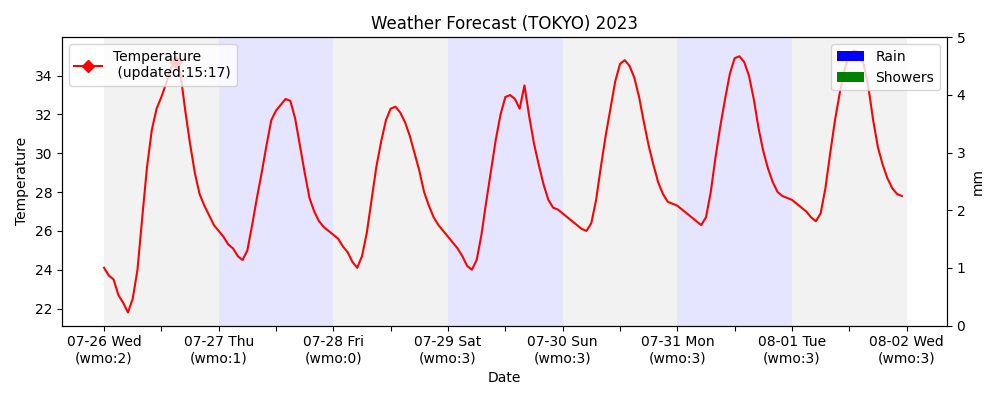 Weather Forecast (TOKYO) 2023
Temperature
(updated:15:17)
Rain
Showers
Temperature
34
32
30
28
26
24
22
5
4
3
2
1
0
mm
07-26 Wed
(wmo:2)
07-27 Thu
(wmo:1)
07-28 Fri
(wmo:0)
07-29 Sat
(wmo:3)
07-30 Sun
(wmo:3)
07-31 Mon
(wmo:3)
08-01 Tue
(wmo:3)
08-02 Wed
(wmo:3)
Date